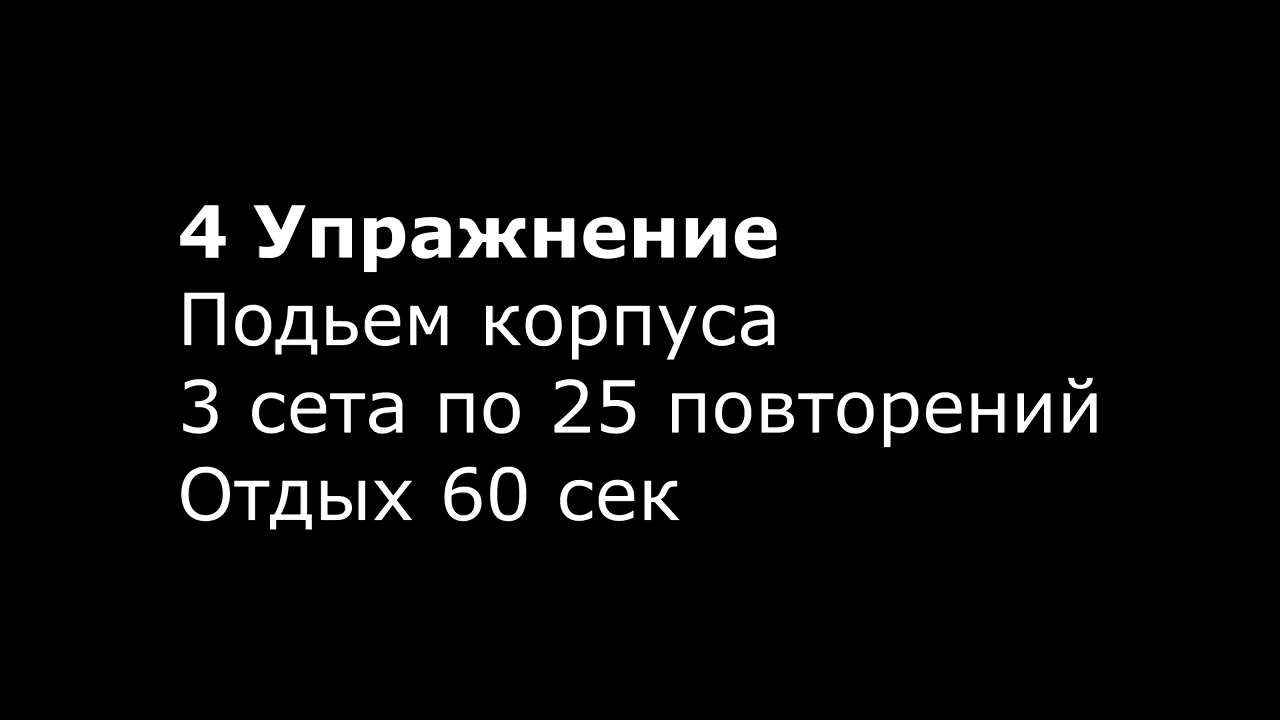 4 Упражнение
Подьем корпуса
3 сета по 25 повторений
Отдых 60 сек